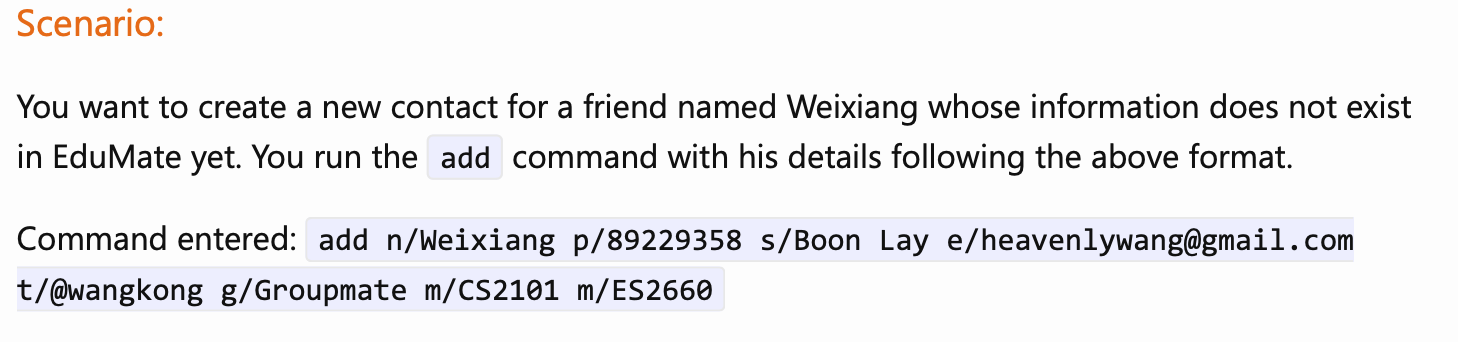 Scenario:
You want to create a new contact for a friend named Weixiang whose information does not exist
in EduMate yet. You run the add command with his details following the above format.
Command entered: add n/Weixiang p/89229358 s/Boon Lay e/heavenlywang@gmail.com
t/@wangkong g/Groupmate m/CS2101 m/ES2660